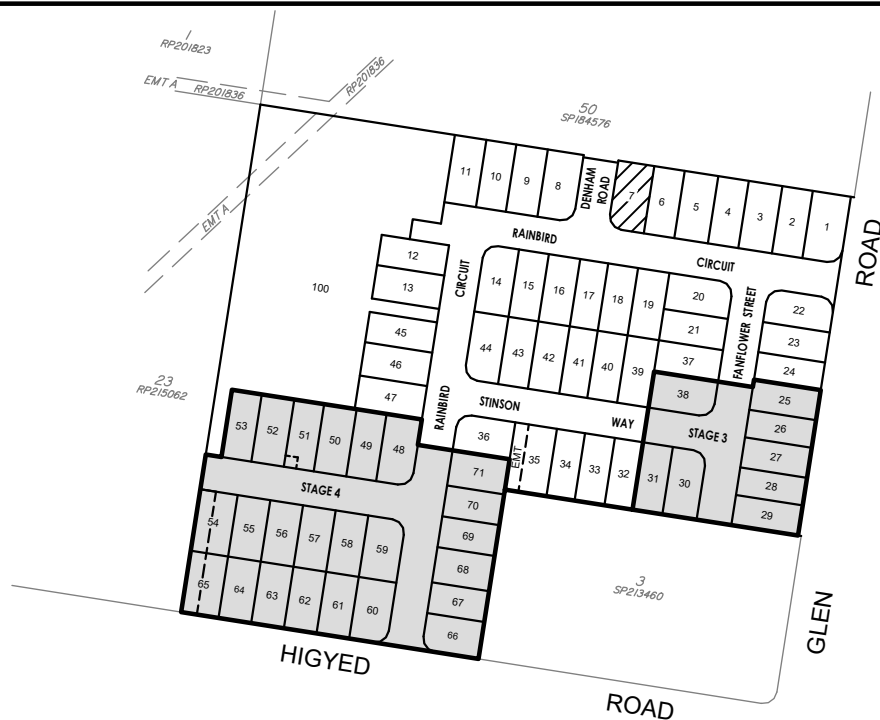 1
RP201823
EMT A RP201836
RP201836
EMT A
50
SP184576
11 10 9 8
DENHAM
ROAD
7 6 5 4 3 2 1
ROAD
RAINBIRD
CIRCUIT
12
13
CIRCUIT
100
14 15 16 17 18 19
20
21
37
FANFLOWER STREET
22
23
24
45
46
47
44 43 42 41 40 39
23
RP215062
RAINBIRD
STINSON
WAY
38
STAGE 3
25
26
27
28
29
53 52 51 50 49 48
36
EMT
35 34 33 32
31 30
STAGE 4
71
70
69
68
67
66
54 55 56 57 58 59
65 64 63 62 61 60
3
SP213460
HIGYED
ROAD
GLEN